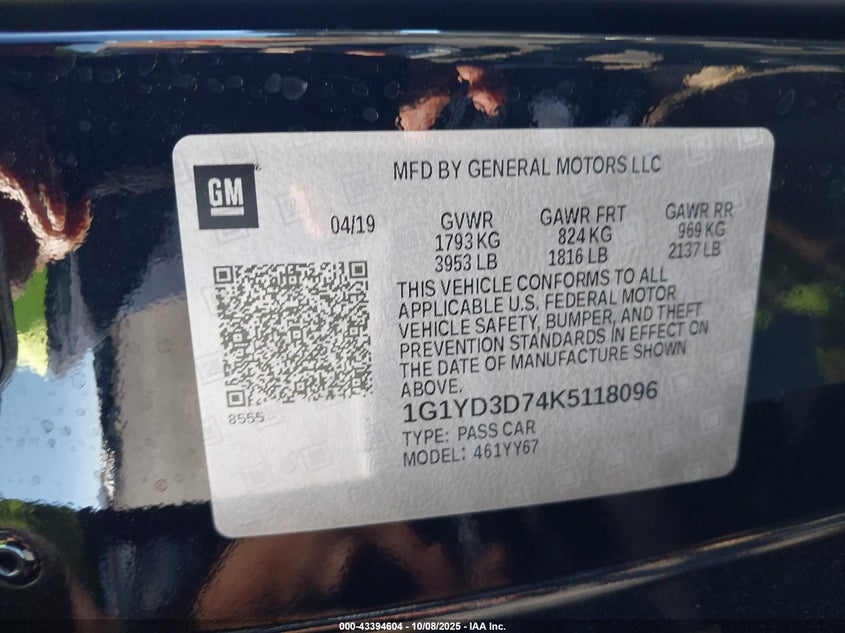 GM
MFD BY GENERAL MOTORS LLC
04/19
GVWR
1793 KG
3953 LB
GAWR FRT
824 KG
1816 LB
GAWR RR
969 KG
2137 LB
THIS VEHICLE CONFORMS TO ALL
APPLICABLE U.S. FEDERAL MOTOR
VEHICLE SAFETY, BUMPER, AND THEFT
PREVENTION STANDARDS IN EFFECT ON
THE DATE OF MANUFACTURE SHOWN
ABOVE.
8555
1G1YD3D74K5118096
TYPE: PASS CAR
MODEL: 461YY67
000-43394604 | 10/08/2025 - IAA Inc.